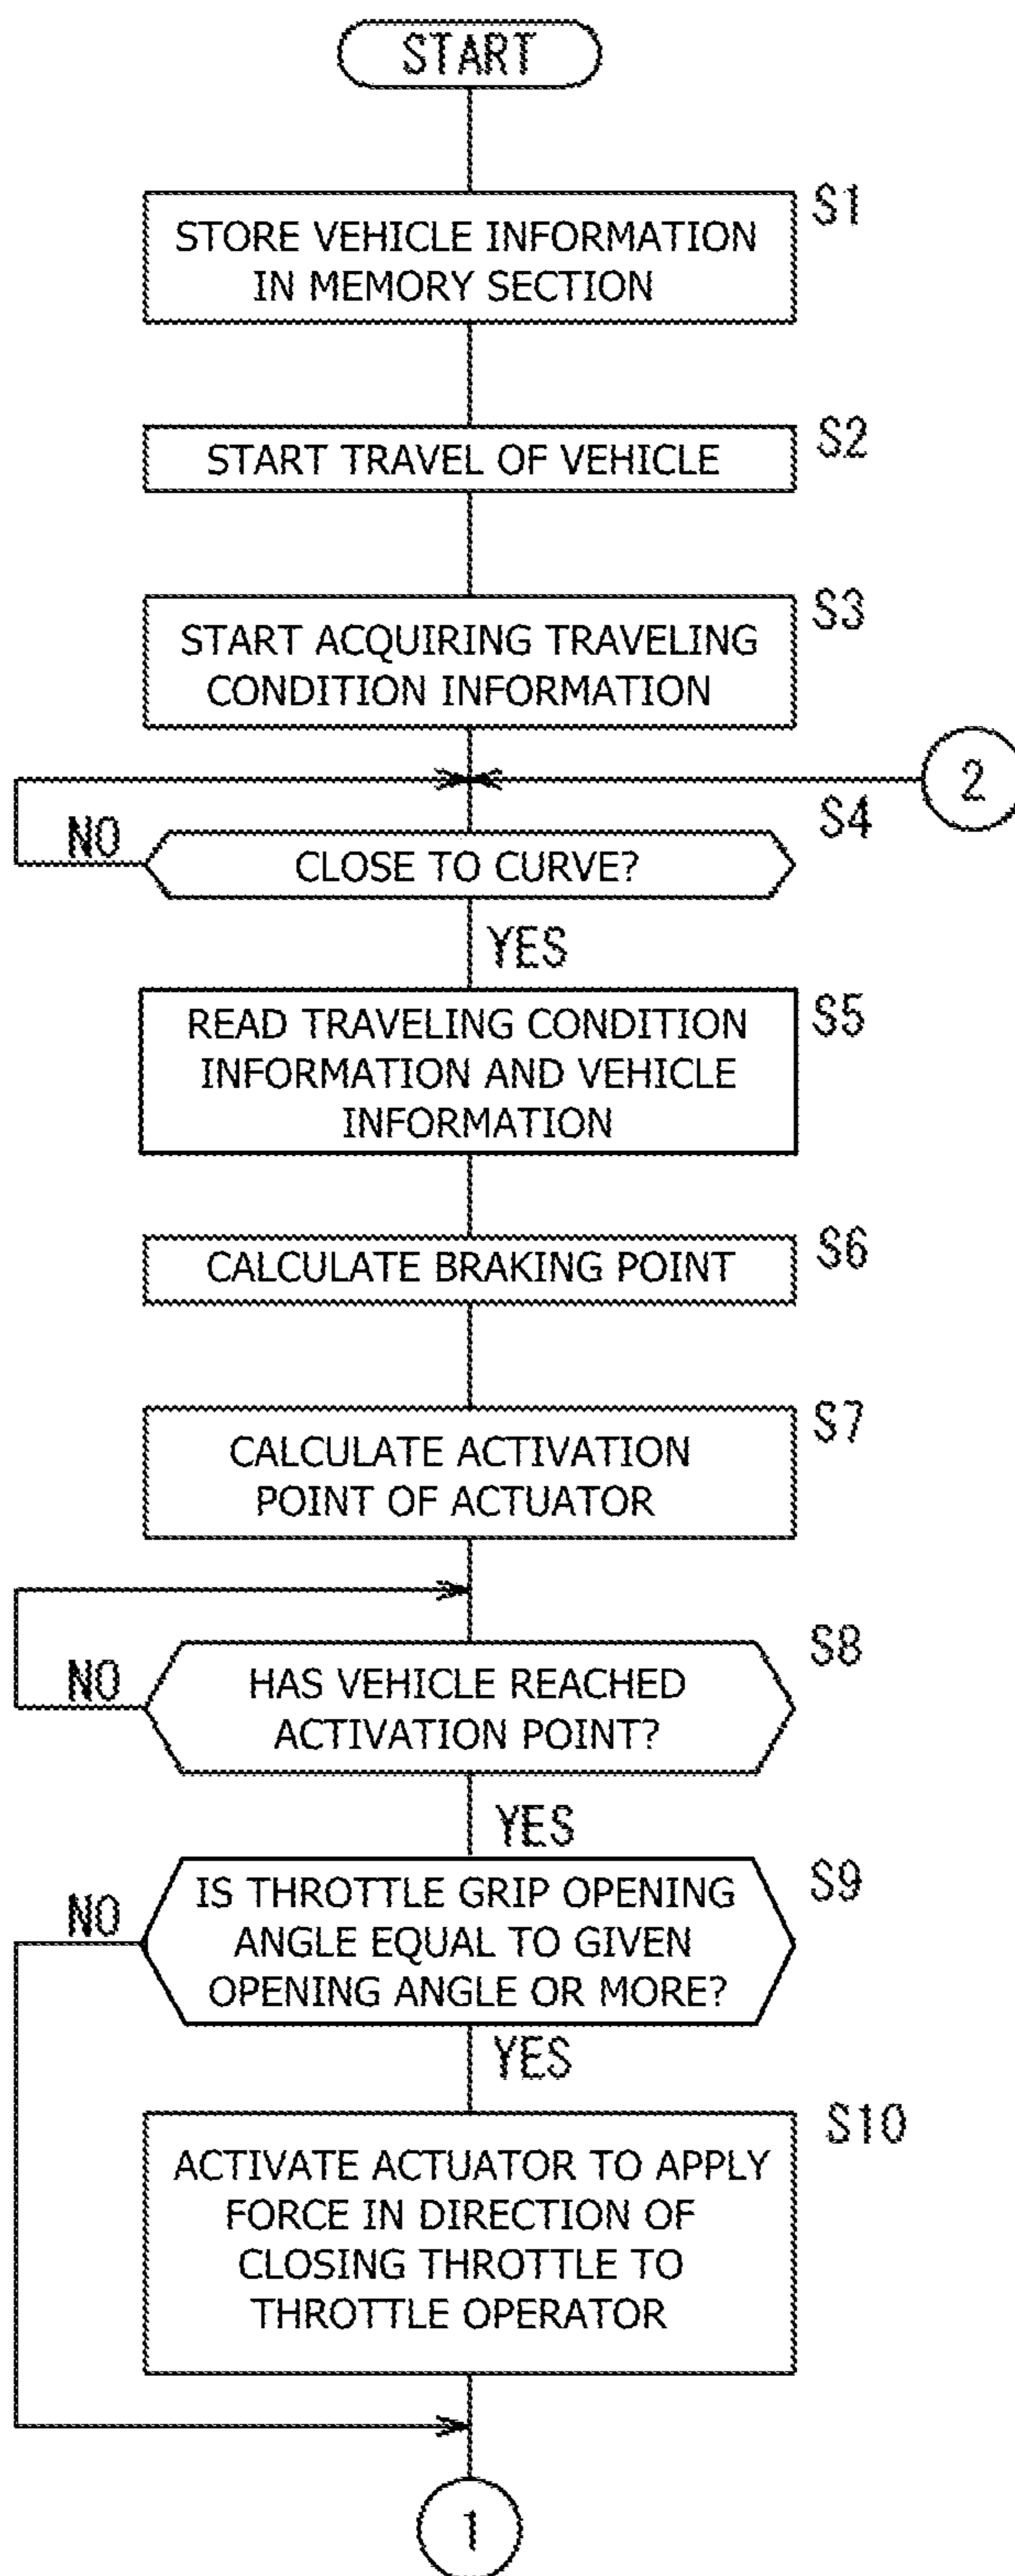 START
S1
STORE VEHICLE INFORMATION
IN MEMORY SECTION
S2
START TRAVEL OF VEHICLE
S3
START ACQUIRING TRAVELING
CONDITION INFORMATION
2
S4
NO
CLOSE TO CURVE?
YES
S5
READ TRAVELING CONDITION
INFORMATION AND VEHICLE
INFORMATION
S6
CALCULATE BRAKING POINT
S7
CALCULATE ACTIVATION
POINT OF ACTUATOR
S8
NO
HAS VEHICLE REACHED
ACTIVATION POINT?
YES
S9
NO
IS THROTTLE GRIP OPENING
ANGLE EQUAL TO GIVEN
OPENING ANGLE OR MORE?
YES
S10
ACTIVATE ACTUATOR TO APPLY
FORCE IN DIRECTION OF
CLOSING THROTTLE TO
THROTTLE OPERATOR
1